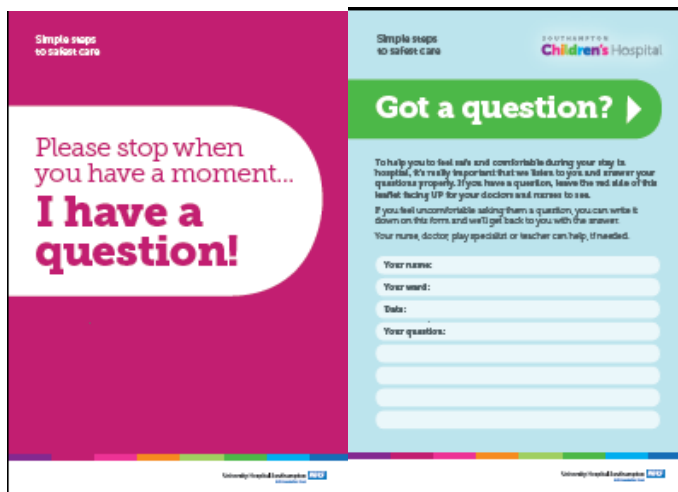 Simple steps
to safest care
Please stop when
you have a moment...
I have a
question!
University Hospital Southampton NHS
Simple steps
to safest care
SOUTHAMPTON
Children's Hospital
Got a question?
To help you to feel safe and comfortable during your stay in
hospital, it's really important that we listen to you and answer your
questions properly. If you have a question, leave the red side of this
leaflet facing UP for your doctors and nurses to see.
If you feel uncomfortable asking them a question, you can write it
down on this form and we'll get back to you with the answer.
Your nurse, doctor, play specialist or teacher can help, if needed.
Your name:
Your ward:
Date:
Your question:
University Hospital Southampton NHS